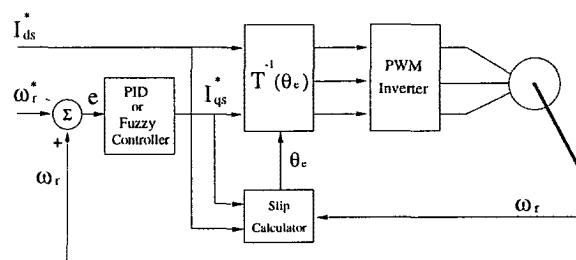 I*ds
ω*r
-
Σ
+
e
PID
or
Fuzzy
Controller
I*qs
T⁻¹(θe)
PWM
Inverter
θe
Slip
Calculator
ωr
ωr